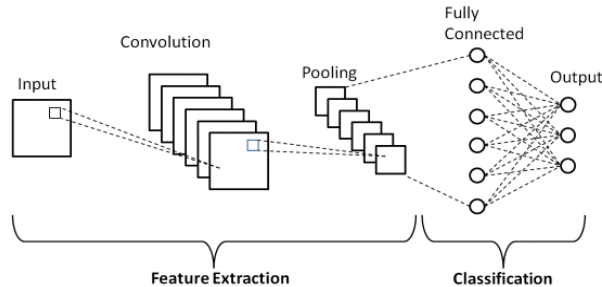 Input
Convolution
Pooling
Fully
Connected
Output
Feature Extraction
Classification